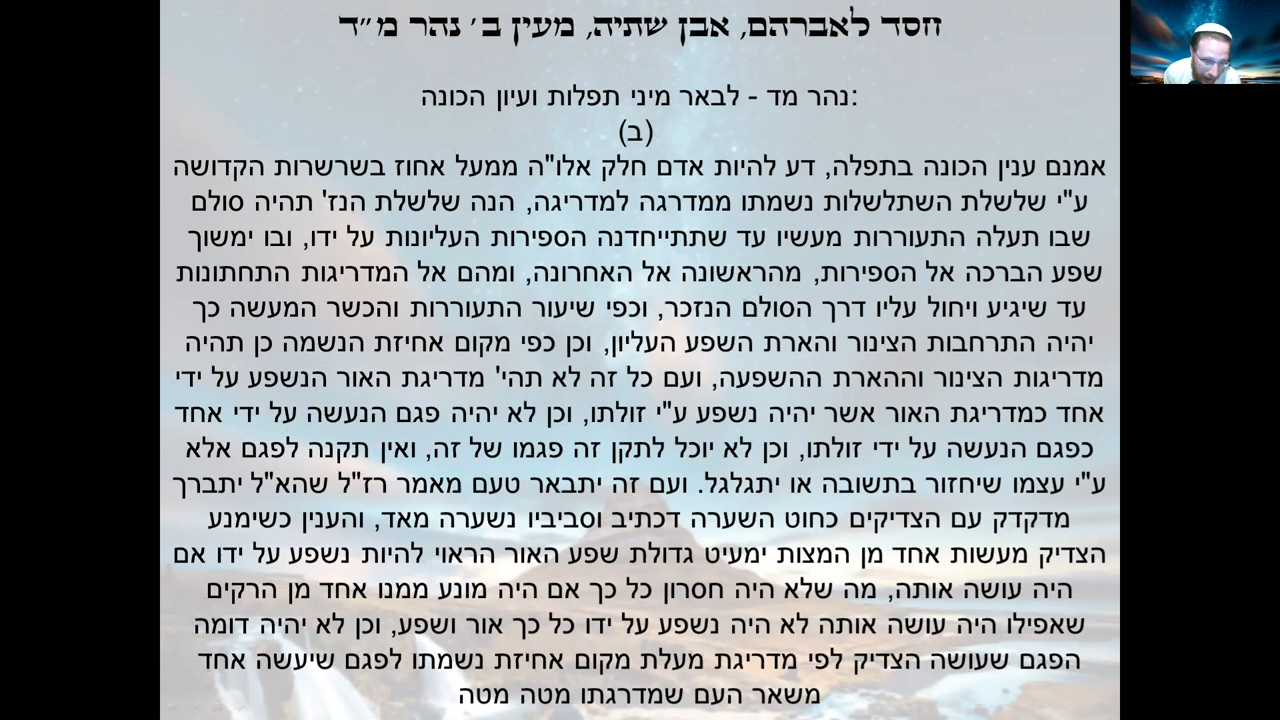 חסד לאברהם, אבן שתיה, מעין ב׳ נהר מ״ד
נהר מד - לבאר מיני תפלות ועיון הכונה:
(ב)
אמנם ענין הכונה בתפלה, דע להיות אדם חלק אלו"ה ממעל אחוז בשרשרות הקדושה
ע"י שלשלת השתלשלות נשמתו ממדרגה למדריגה, הנה שלשלת הנז' תהיה סולם
שבו תעלה התעוררות מעשיו עד שתתייחדנה הספירות העליונות על ידו, ובו ימשוך
שפע הברכה אל הספירות, מהראשונה אל האחרונה, ומהם אל המדריגות התחתונות
עד שיגיע ויחול עליו דרך הסולם הנזכר, וכפי שיעור התעוררות והכשר המעשה כך
יהיה התרחבות הצינור והארת השפע העליון, וכן כפי מקום אחיזת הנשמה כן תהיה
מדריגות הצינור וההארת ההשפעה, ועם כל זה לא תהי' מדריגת האור הנשפע על ידי
אחד כמדריגת האור אשר יהיה נשפע ע"י זולתו, וכן לא יהיה פגם הנעשה על ידי אחד
כפגם הנעשה על ידי זולתו, וכן לא יוכל לתקן זה פגמו של זה, ואין תקנה לפגם אלא
ע"י עצמו שיחזור בתשובה או יתגלגל. ועם זה יתבאר טעם מאמר רז"ל שהא"ל יתברך
מדקדק עם הצדיקים כחוט השערה דכתיב וסביביו נשערה מאד, והענין כשימנע
הצדיק מעשות אחד מן המצות ימעיט גדולת שפע האור הראוי להיות נשפע על ידו אם
היה עושה אותה, מה שלא היה חסרון כל כך אם היה מונע ממנו אחד מן הרקים
שאפילו היה עושה אותה לא היה נשפע על ידו כל כך אור ושפע, וכן לא יהיה דומה
הפגם שעושה הצדיק לפי מדריגת מעלת מקום אחיזת נשמתו לפגם שיעשה אחד
משאר העם שמדרגתו מטה מטה